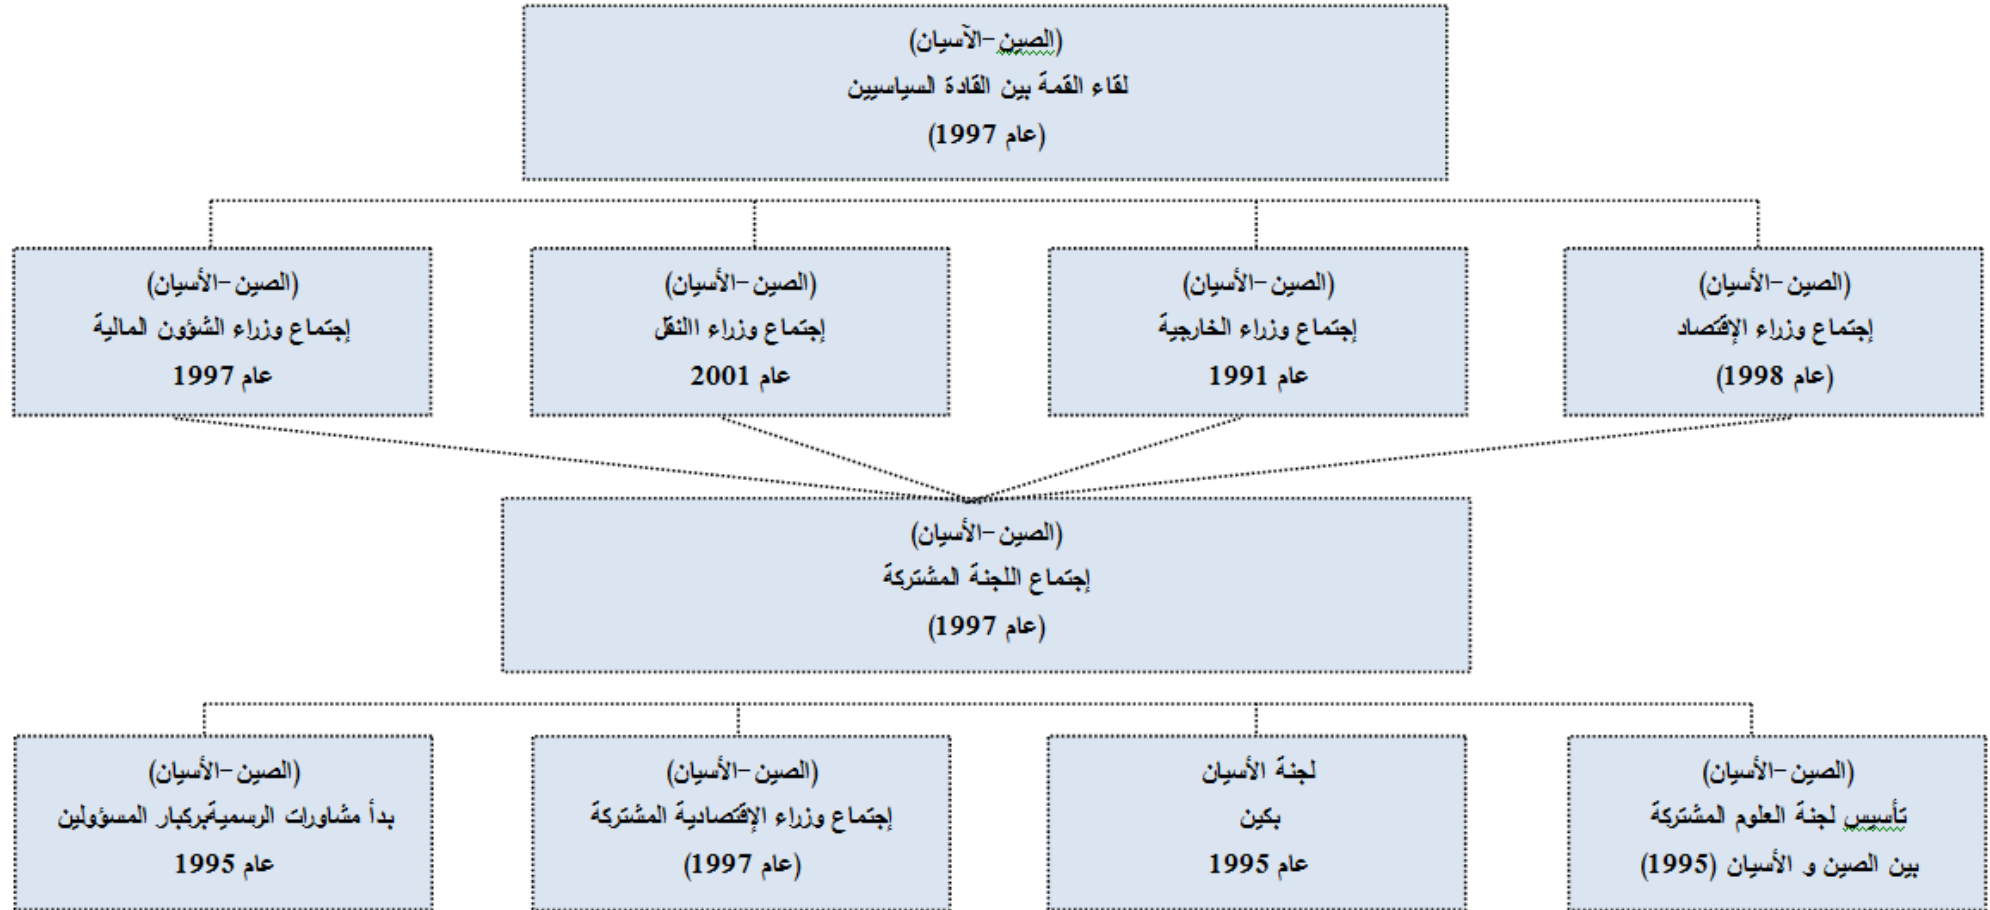 (الصين-الآسيان)
لقاء القمة بين القادة السياسيين
(عام 1997)
(الصين-الأسيان)
إجتماع وزراء الإقتصاد
(عام 1998)
(الصين-الأسيان)
إجتماع وزراء الخارجية
عام 1991
(الصين-الأسيان)
إجتماع وزراء االنقل
عام 2001
(الصين-الأسيان)
إجتماع وزراء الشؤون المالية
عام 1997
(الصين-الأسيان)
إجتماع اللجنة المشتركة
(عام 1997)
(الصين-الأسيان)
تأسيس لجنة العلوم المشتركة
بين الصين و الأسيان (1995)
لجنة الأسيان
بكين
عام 1995
(الصين-الأسيان)
إجتماع وزراء الإقتصادية المشتركة
(عام 1997)
(الصين-الأسيان)
بدأ مشاورات الرسميةبركبار المسؤولين
عام 1995